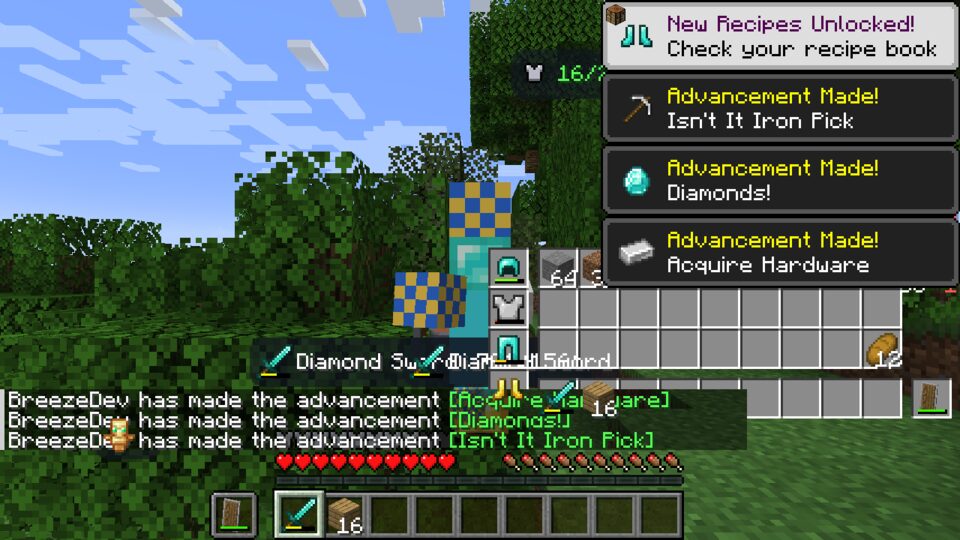 New Recipes Unlocked!
Check your recipe book
16/
Advancement Made!
Isn't It Iron Pick
Advancement Made!
Diamonds!
Advancement Made!
Acquire Hardware
64
12
Diamond Sword
BreezeDev has made the advancement [Acquire Hardware]
16
BreezeDev has made the advancement [Diamonds!]
BreezeDev has made the advancement [Isn't It Iron Pick]
16